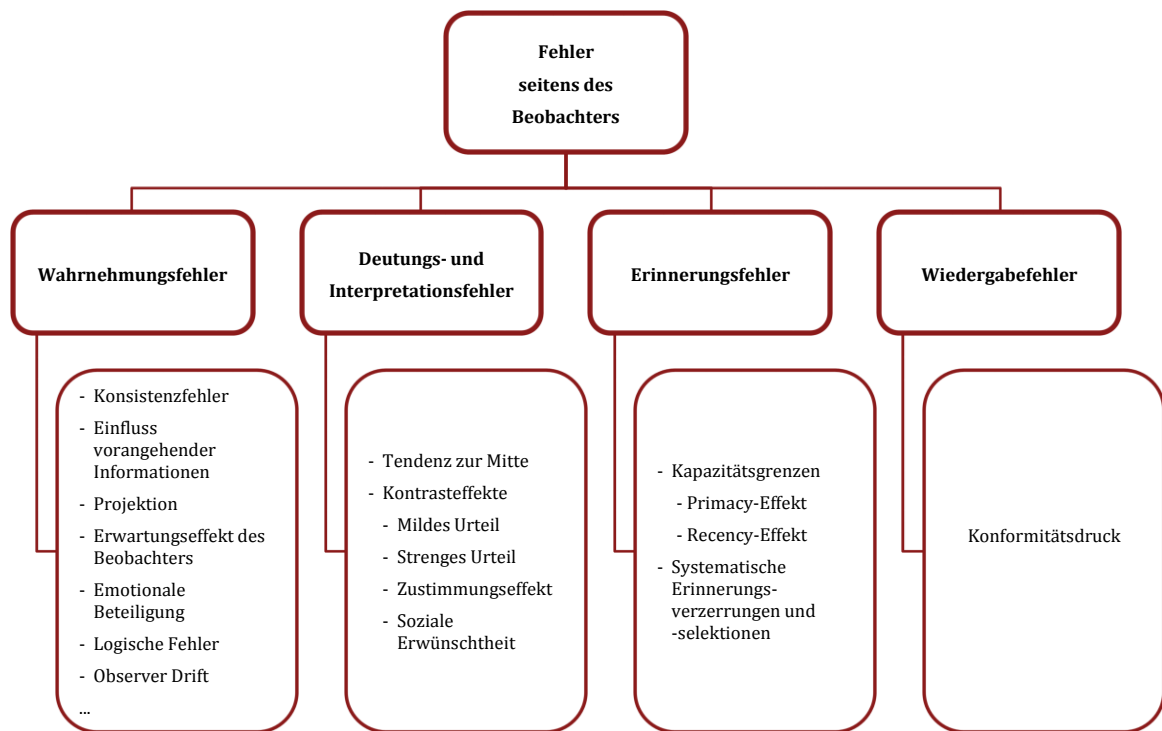 Fehler
seitens des
Beobachters
Wahrnehmungsfehler
Deutungs- und
Interpretationsfehler
Erinnerungsfehler
Wiedergabefehler
- Konsistenzfehler
- Einfluss
vorangehender
Informationen
- Projektion
- Erwartungseffekt des
Beobachters
- Emotionale
Beteiligung
- Logische Fehler
- Observer Drift
...
- Tendenz zur Mitte
- Kontrasteffekte
- Mildes Urteil
- Strenges Urteil
- Zustimmungseffekt
- Soziale
Erwünschtheit
- Kapazitätsgrenzen
- Primacy-Effekt
- Recency-Effekt
- Systematische
Erinnerungs-
verzerrungen und
-selektionen
Konformitätsdruck